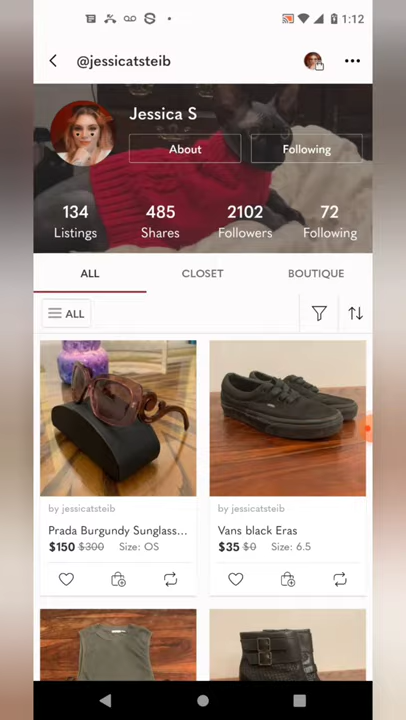 1:12
@jessicatsteib
Jessica S
About
Following
134
485
2102
72
Listings
Shares
Followers
Following
ALL
CLOSET
BOUTIQUE
ALL
by jessicatsteib
by jessicatsteib
Prada Burgundy Sunglass...
Vans black Eras
$150 $300 Size: OS
$35 $0 Size: 6.5